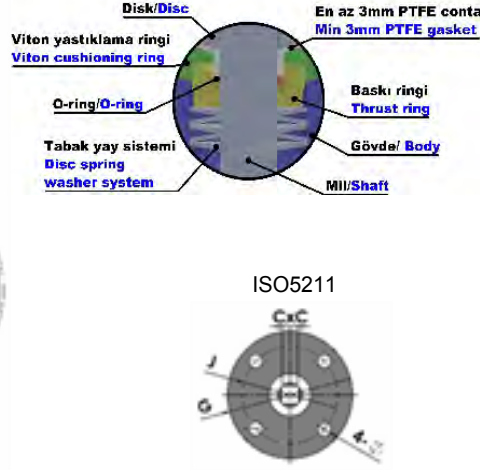 Disk/Disc
En az 3mm PTFE conta
Min 3mm PTFE gasket
Viton yastıklama ringi
Viton cushioning ring
O-ring/O-ring
Baskı ringi
Thrust ring
Tabak yay sistemi
Disc spring
washer system
Gövde/ Body
Mil/Shaft
ISO5211
CxC
J
G
4-